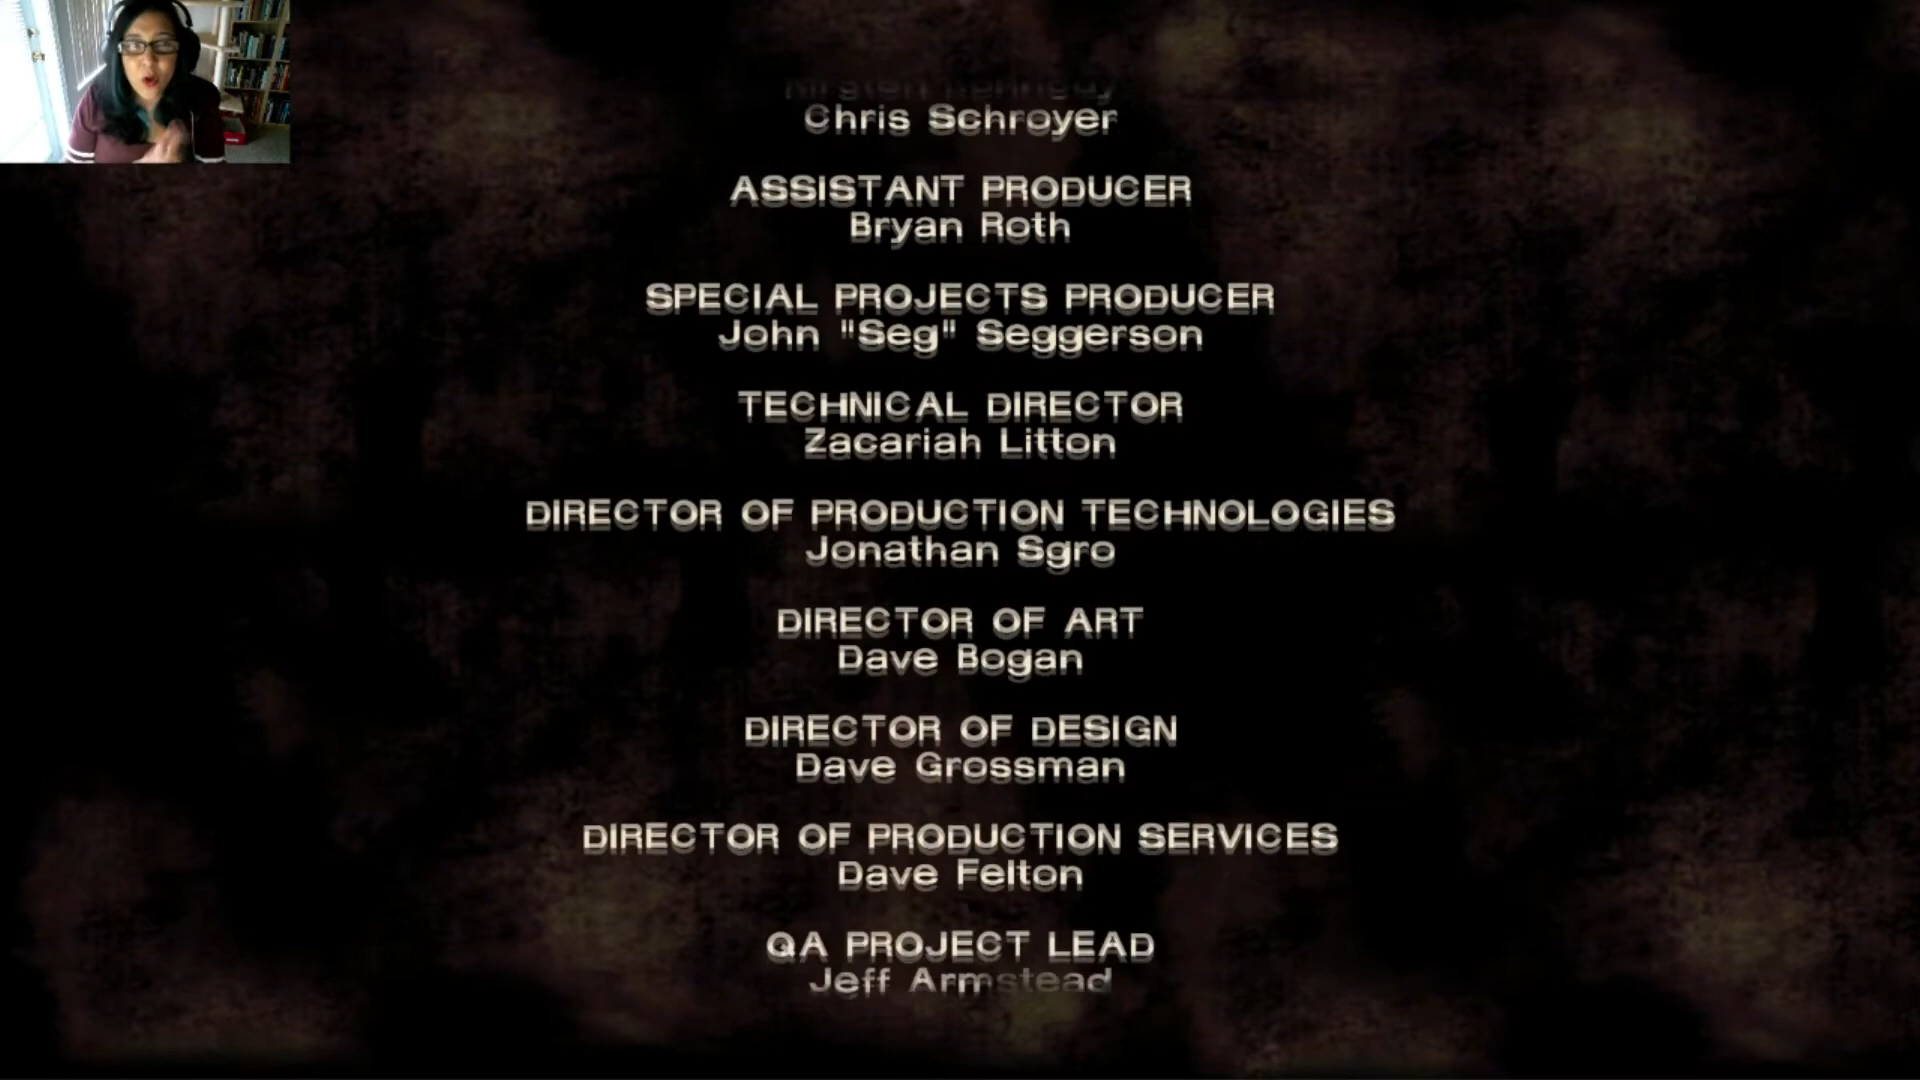 Chris Schroyer
ASSISTANT PRODUCER
Bryan Roth
SPECIAL PROJECTS PRODUCER
John "Seg" Seggerson
TECHNICAL DIRECTOR
Zacariah Litton
DIRECTOR OF PRODUCTION TECHNOLOGIES
Jonathan Sgro
DIRECTOR OF ART
Dave Bogan
DIRECTOR OF DESIGN
Dave Grossman
DIRECTOR OF PRODUCTION SERVICES
Dave Felton
QA PROJECT LEAD
Jeff Armstead